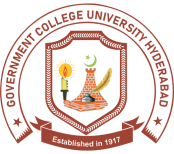 GOVERNMENT COLLEGE UNIVERSITY HYDERABAD
Established in 1917